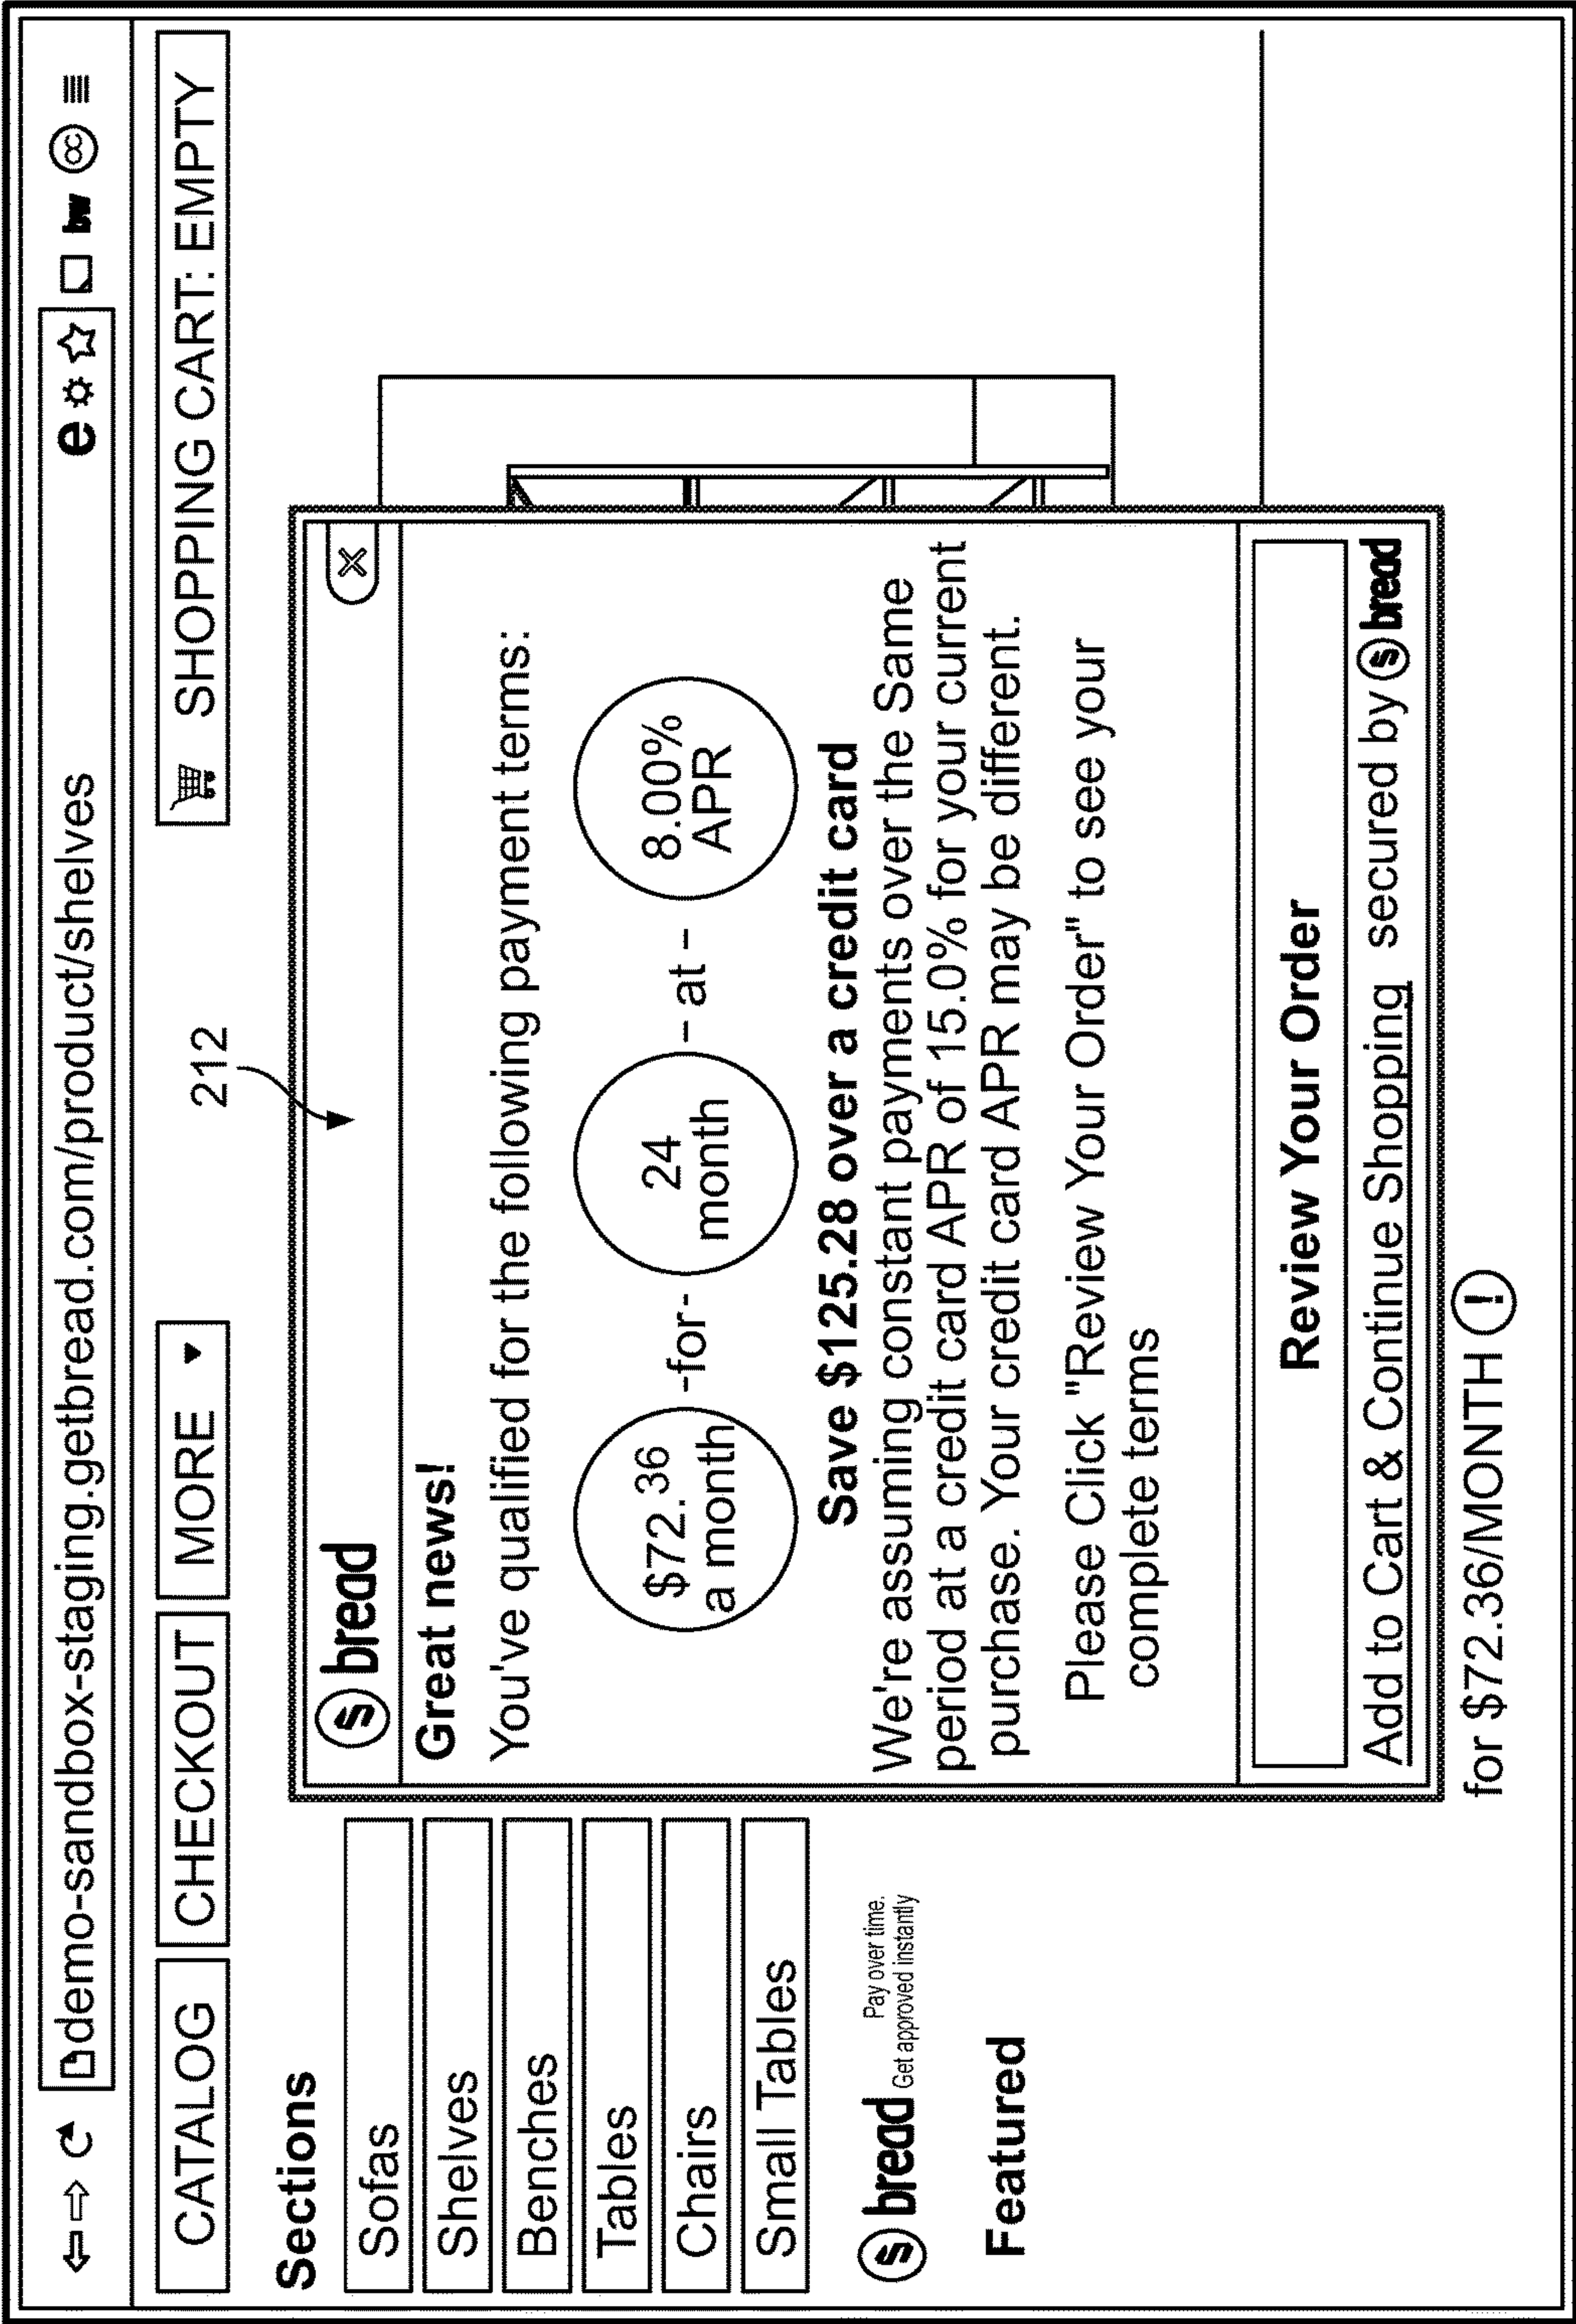 demo-sandbox-staging.getbread.com/product/shelves
e
bw
cc
CATALOG
CHECKOUT
MORE
SHOPPING CART: EMPTY
212
Sections
Sofas
Shelves
Benches
Tables
Chairs
Small Tables
bread
Pay over time.
Get approved instantly
Featured
bread
Great news!
You've qualified for the following payment terms:
$72.36
a month
-for-
24
month
– at -
8.00%
APR
Save $125.28 over a credit card
We're assuming constant payments over the Same
period at a credit card APR of 15.0% for your current
purchase. Your credit card APR may be different.
Please Click "Review Your Order" to see your
complete terms
Review Your Order
Add to Cart & Continue Shopping secured by bread
for $72.36/MONTH !